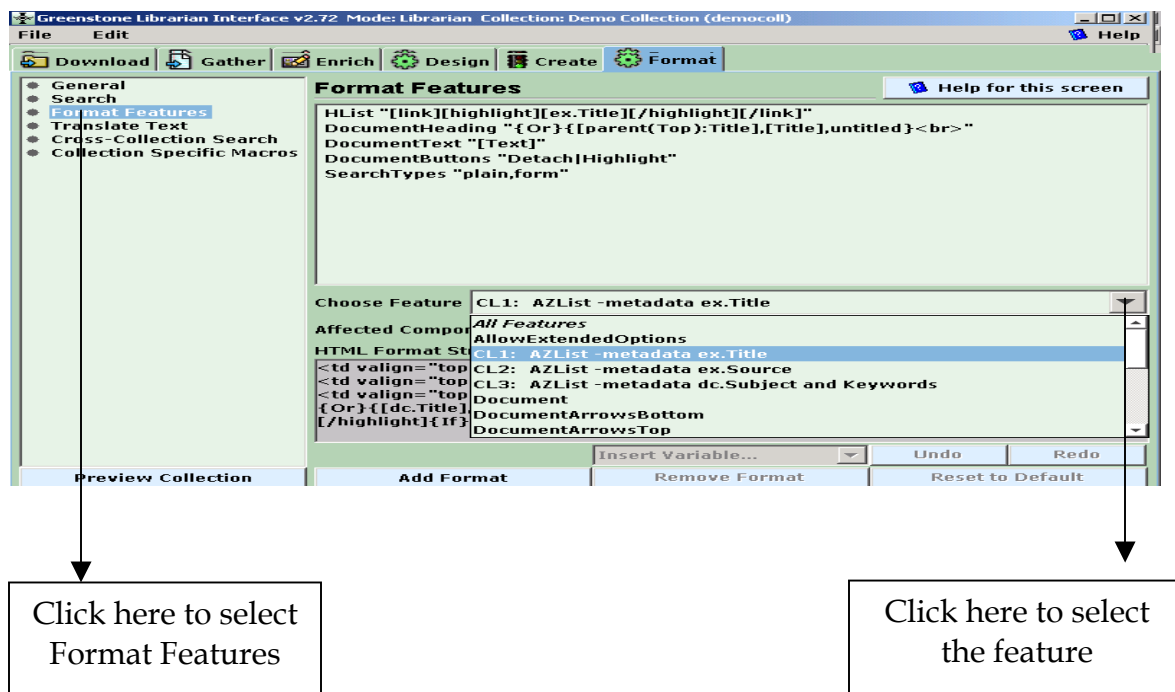 Greenstone Librarian Interface v2.72 Mode: Librarian Collection: Demo Collection (democoll)
File Edit Help
Download Gather Enrich Design Create Format
General
Search
Format Features
Translate Text
Cross-Collection Search
Collection Specific Macros
Format Features Help for this screen
HList "[link][highlight][ex.Title][/highlight][/link]"
DocumentHeading "{Or}{[parent(Top):Title],[Title],untitled}<br>"
DocumentText "[Text]"
DocumentButtons "Detach|Highlight"
SearchTypes "plain,form"
Choose Feature CL1: AZList -metadata ex.Title
Affected Compo
All Features
AllowExtendedOptions
HTML Format St
CL1: AZList -metadata ex.Title
<td valign="top
CL2: AZList -metadata ex.Source
<td valign="top
CL3: AZList -metadata dc.Subject and Keywords
<td valign="top
Document
{Or}{[dc.Title]
DocumentArrowsBottom
[/highlight]{If}
DocumentArrowsTop
Insert Variable... Undo Redo
Preview Collection Add Format Remove Format Reset to Default
Click here to select
Format Features
Click here to select
the feature